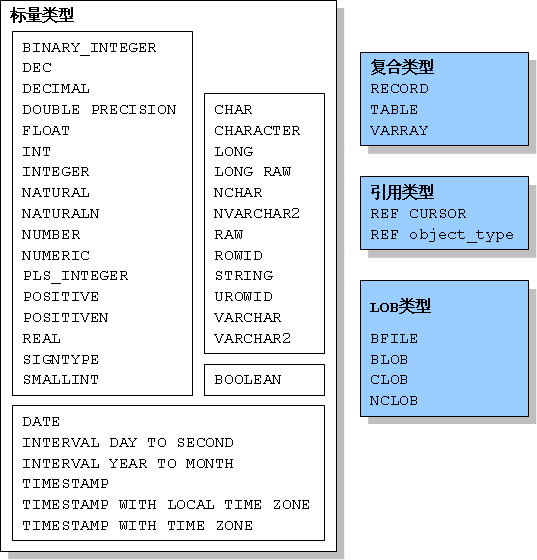 标量类型
BINARY_INTEGER
DEC
DECIMAL
DOUBLE PRECISION
FLOAT
INT
INTEGER
NATURAL
NATURALN
NUMBER
NUMERIC
PLS_INTEGER
POSITIVE
POSITIVEN
REAL
SIGNTYPE
SMALLINT
CHAR
CHARACTER
LONG
LONG RAW
NCHAR
NVARCHAR2
RAW
ROWID
STRING
UROWID
VARCHAR
VARCHAR2
BOOLEAN
DATE
INTERVAL DAY TO SECOND
INTERVAL YEAR TO MONTH
TIMESTAMP
TIMESTAMP WITH LOCAL TIME ZONE
TIMESTAMP WITH TIME ZONE
复合类型
RECORD
TABLE
VARRAY
引用类型
REF CURSOR
REF object_type
LOB类型
BFILE
BLOB
CLOB
NCLOB